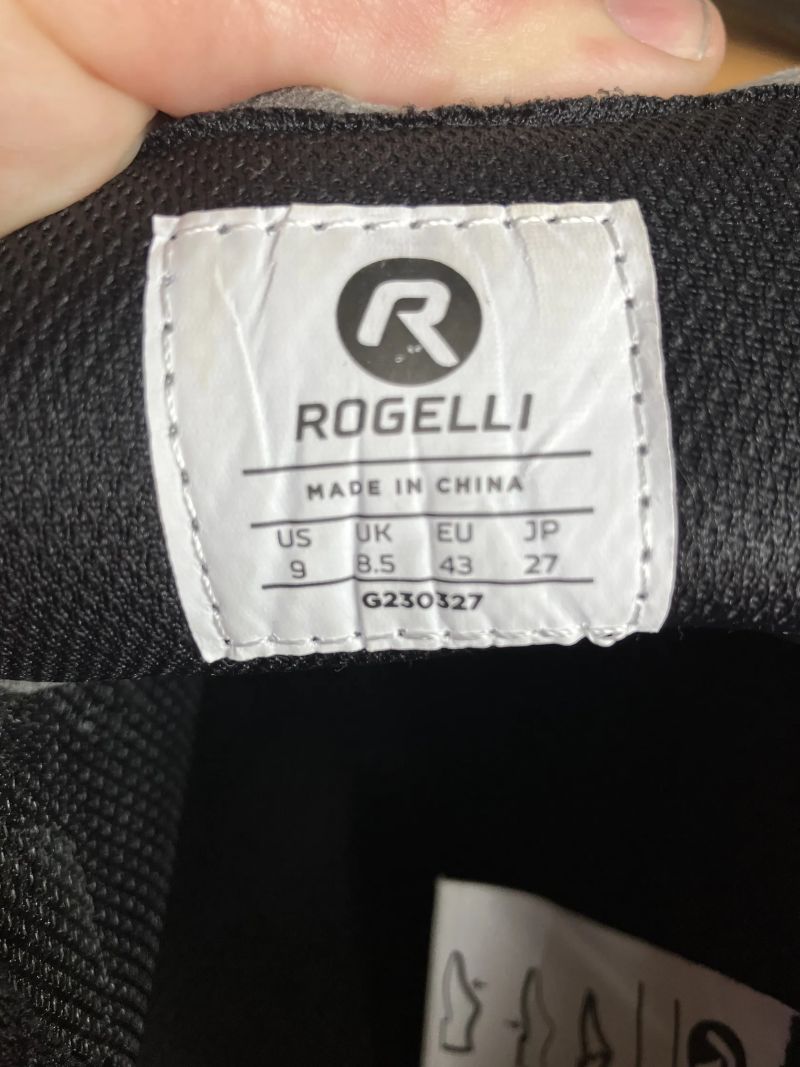 R
ROGELLI
MADE IN CHINA
US UK EU JP
9 8.5 43 27
G230327